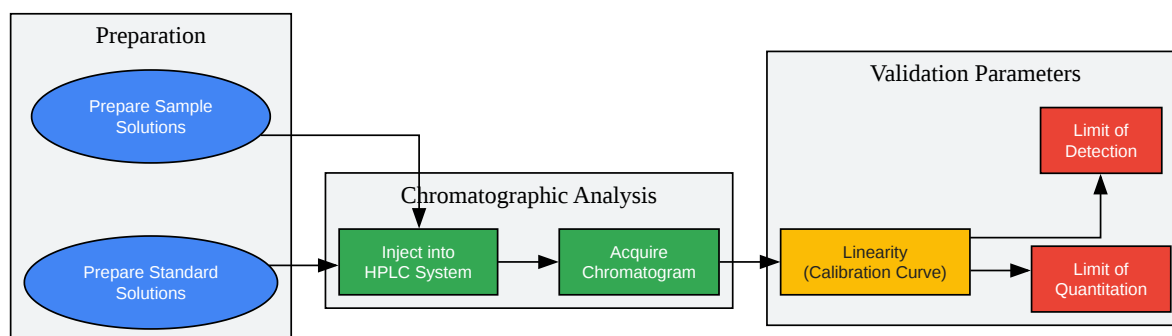 Preparation
Prepare Sample
Solutions
Prepare Standard
Solutions
Chromatographic Analysis
Inject into
HPLC System
Acquire
Chromatogram
Validation Parameters
Linearity
(Calibration Curve)
Limit of
Detection
Limit of
Quantitation